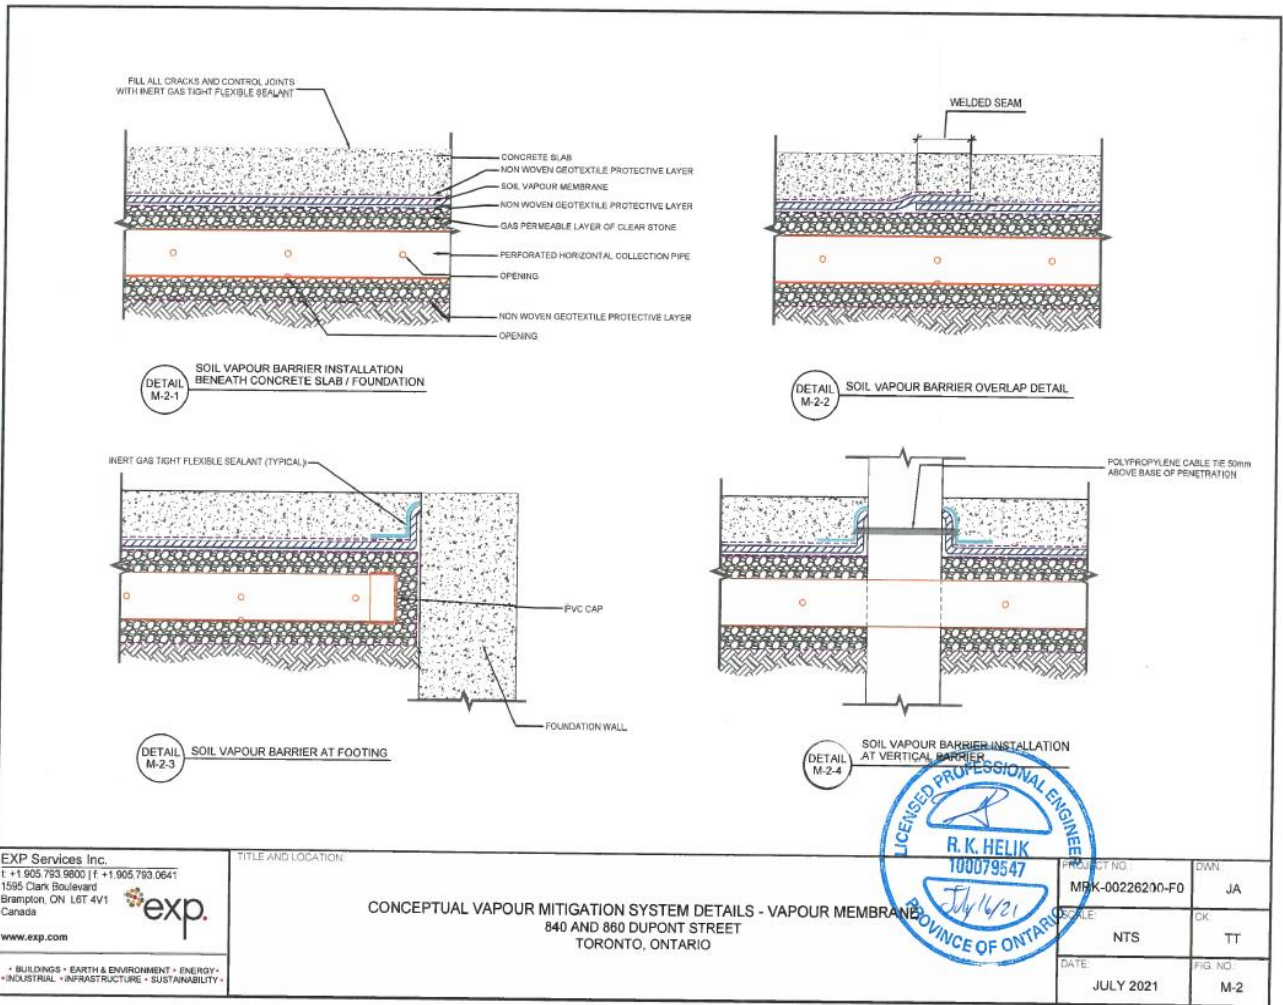 FILL ALL CRACKS AND CONTROL JOINTS
WITH INERT GAS TIGHT FLEXIBLE SEALANT
CONCRETE SLAB
NON WOVEN GEOTEXTILE PROTECTIVE LAYER
SOIL VAPOUR MEMBRANE
NON WOVEN GEOTEXTILE PROTECTIVE LAYER
GAS PERMEABLE LAYER OF CLEAR STONE
PERFORATED HORIZONTAL COLLECTION PIPE
OPENING
NON WOVEN GEOTEXTILE PROTECTIVE LAYER
OPENING
DETAIL
M-2-1
SOIL VAPOUR BARRIER INSTALLATION
BENEATH CONCRETE SLAB / FOUNDATION
WELDED SEAM
DETAIL
M-2-2
SOIL VAPOUR BARRIER OVERLAP DETAIL
INERT GAS TIGHT FLEXIBLE SEALANT (TYPICAL)
PVC CAP
FOUNDATION WALL
DETAIL
M-2-3
SOIL VAPOUR BARRIER AT FOOTING
POLYPROPYLENE CABLE TIE 50mm
ABOVE BASE OF PENETRATION
DETAIL
M-2-4
SOIL VAPOUR BARRIER INSTALLATION
AT VERTICAL BARRIER
LICENSED PROFESSIONAL ENGINEER
R. K. HELIK
100079547
July 16/21
PROVINCE OF ONTARIO
EXP Services Inc.
t: +1.905.793.9800 | f: +1.905.793.0641
1595 Clark Boulevard
Brampton, ON L6T 4V1
Canada
exp.
www.exp.com
• BUILDINGS • EARTH & ENVIRONMENT • ENERGY •
• INDUSTRIAL • INFRASTRUCTURE • SUSTAINABILITY •
TITLE AND LOCATION:
CONCEPTUAL VAPOUR MITIGATION SYSTEM DETAILS - VAPOUR MEMBRANE
840 AND 860 DUPONT STREET
TORONTO, ONTARIO
PROJECT NO.
MRK-00226200-F0
DWN.
JA
SCALE:
NTS
CK:
TT
DATE:
JULY 2021
FIG. NO.
M-2